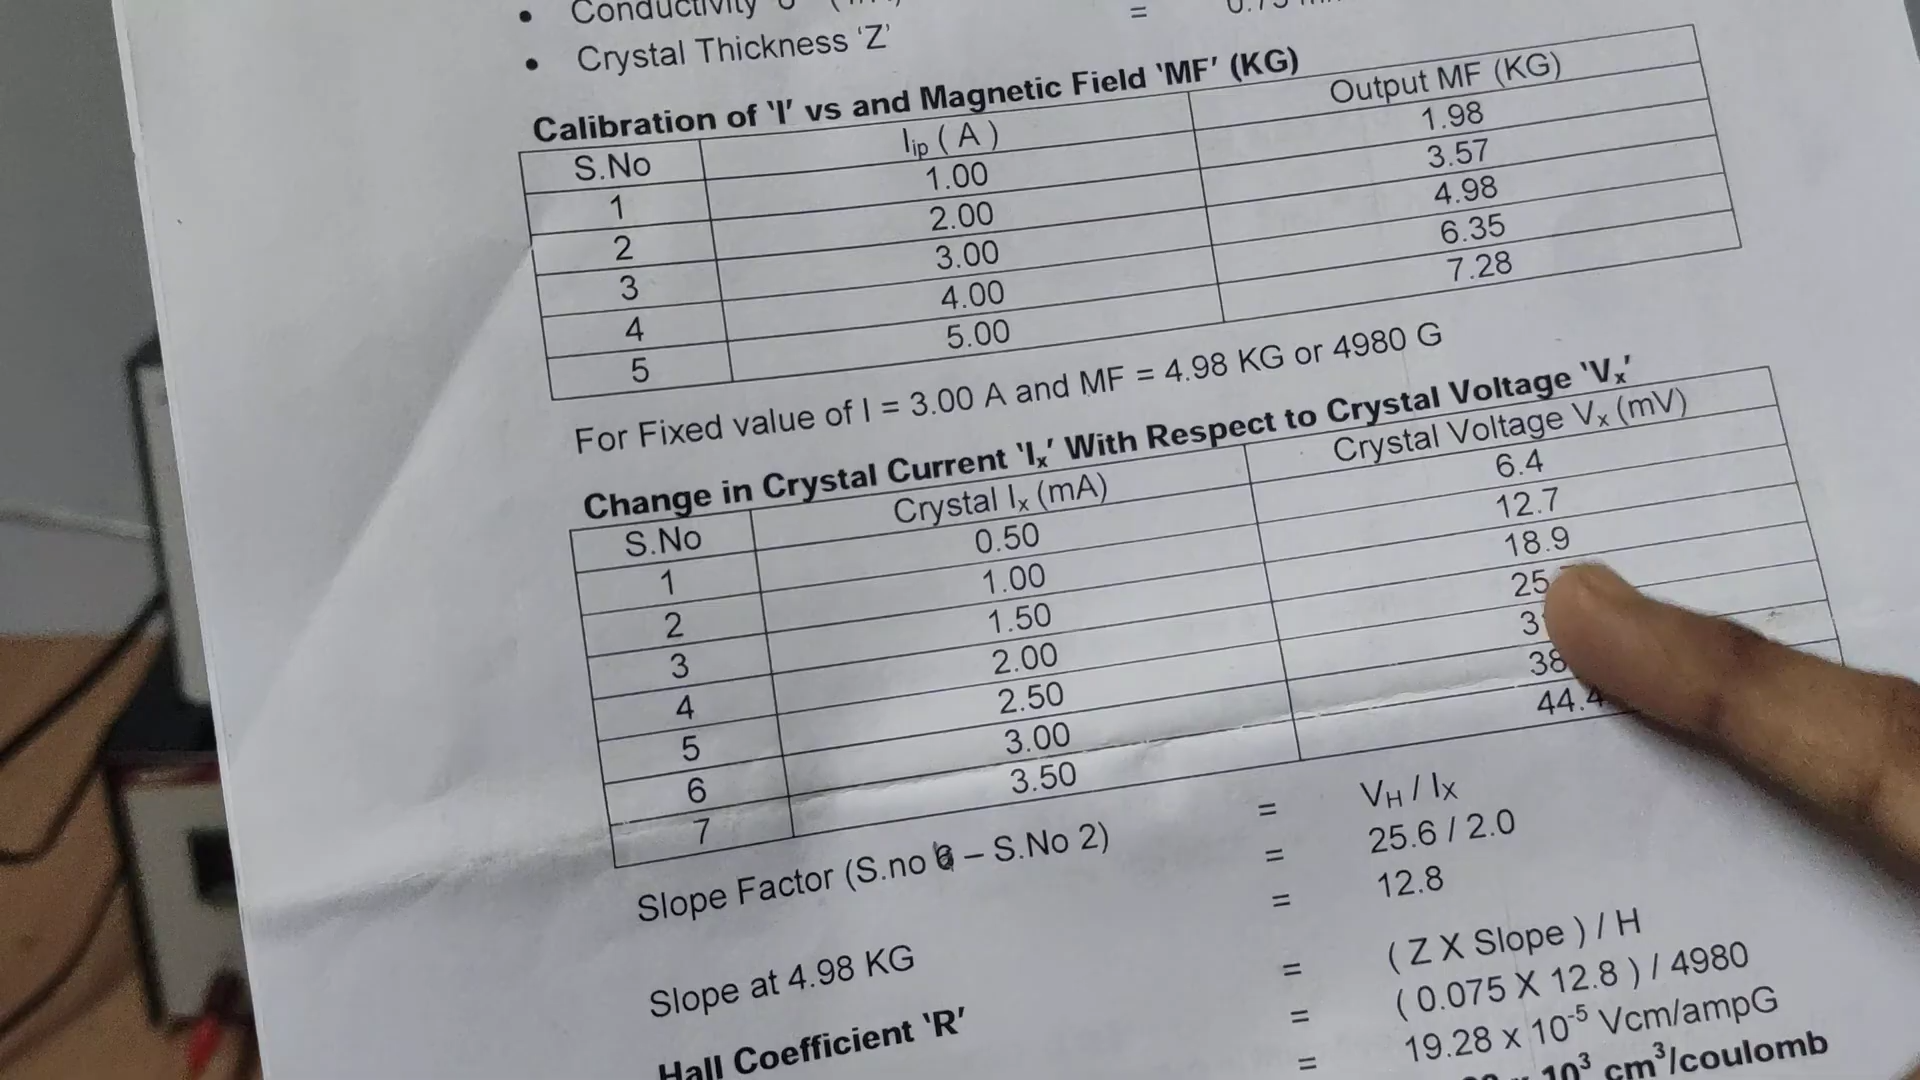 • Conductivity
=
• Crystal Thickness ‘Z’
Calibration of ‘I’ vs and Magnetic Field ‘MF’ (KG)
S.No Iip ( A ) Output MF (KG)
1 1.00 1.98
2 2.00 3.57
3 3.00 4.98
4 4.00 6.35
5 5.00 7.28
For Fixed value of I = 3.00 A and MF = 4.98 KG or 4980 G
Change in Crystal Current ‘Ix’ With Respect to Crystal Voltage ‘Vx’
S.No Crystal Ix (mA) Crystal Voltage Vx (mV)
1 0.50 6.4
2 1.00 12.7
3 1.50 18.9
4 2.00
5 2.50
6 3.00
7 3.50 44.4
Slope Factor (S.no – S.No 2) = VH / IX
= 25.6 / 2.0
Slope at 4.98 KG = 12.8
Hall Coefficient ‘R’ = ( Z X Slope ) / H
= ( 0.075 X 12.8 ) / 4980
= 19.28 x 10-5 Vcm/ampG
10³ cm³/coulomb